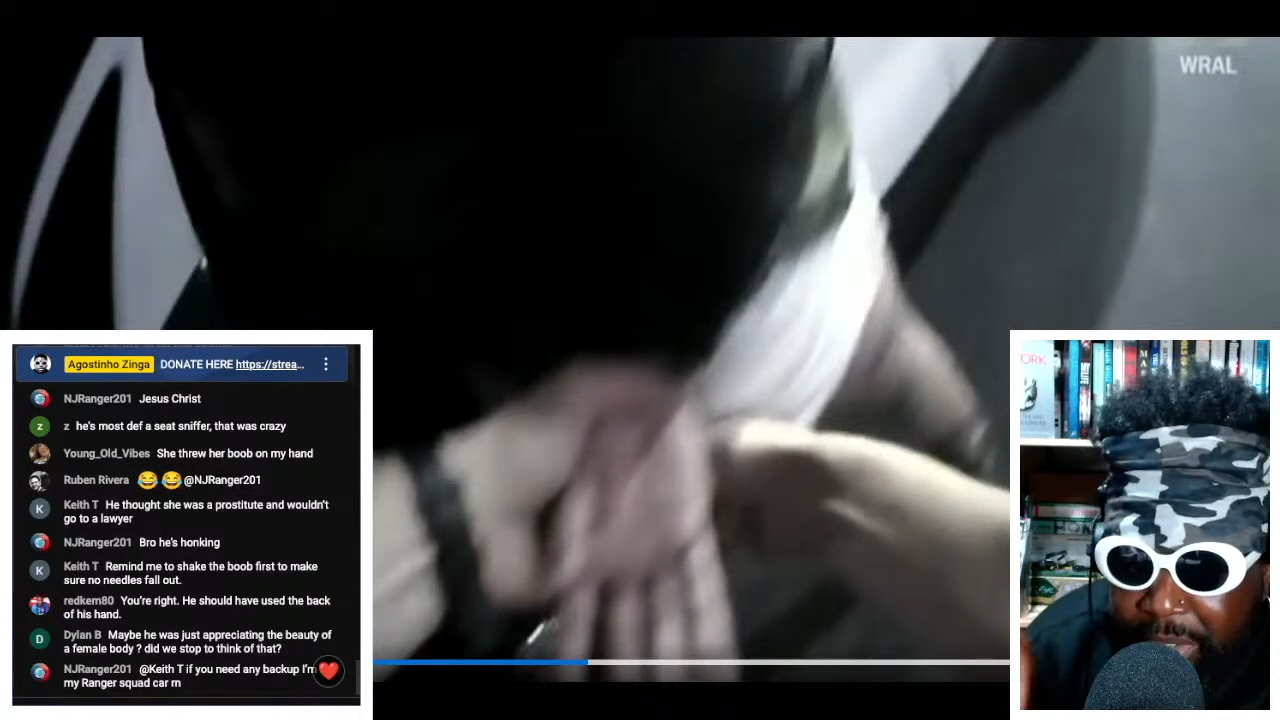 WRAL
Agostinho Zinga DONATE HERE https://strea...
NJRanger201 Jesus Christ
z z he's most def a seat sniffer, that was crazy
Young_Old_Vibes She threw her boob on my hand
Ruben Rivera 😂😂@NJRanger201
K Keith T He thought she was a prostitute and wouldn't
go to a lawyer
NJRanger201 Bro he's honking
K Keith T Remind me to shake the boob first to make
sure no needles fall out.
redkem80 You're right. He should have used the back
of his hand.
D Dylan B Maybe he was just appreciating the beauty of
a female body ? did we stop to think of that?
NJRanger201 @Keith T if you need any backup I'm
my Ranger squad car rn
ORK